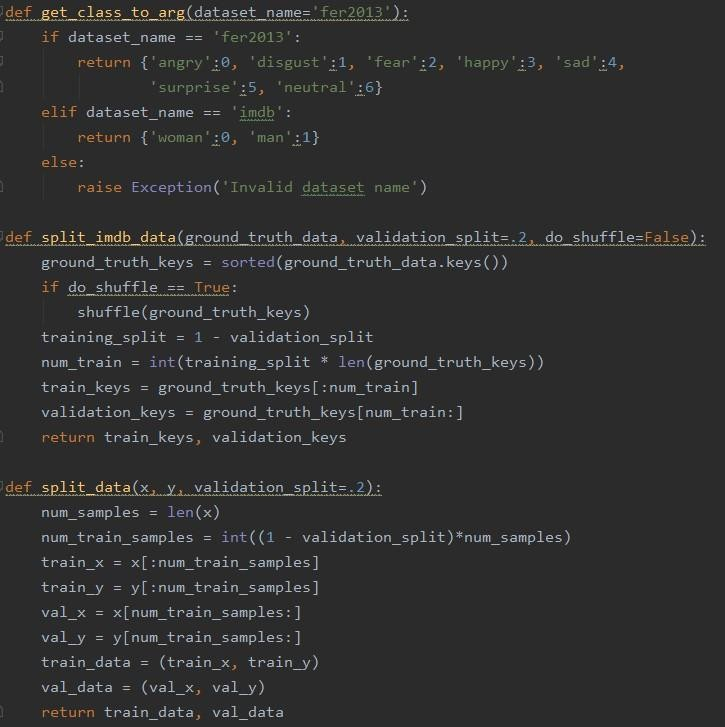 def get_class_to_arg(dataset_name='fer2013'):
    if dataset_name == 'fer2013':
        return {'angry':0, 'disgust':1, 'fear':2, 'happy':3, 'sad':4,
                'surprise':5, 'neutral':6}
    elif dataset_name == 'imdb':
        return {'woman':0, 'man':1}
    else:
        raise Exception('Invalid dataset name')

def split_imdb_data(ground_truth_data, validation_split=.2, do_shuffle=False):
    ground_truth_keys = sorted(ground_truth_data.keys())
    if do_shuffle == True:
        shuffle(ground_truth_keys)
    training_split = 1 - validation_split
    num_train = int(training_split * len(ground_truth_keys))
    train_keys = ground_truth_keys[:num_train]
    validation_keys = ground_truth_keys[num_train:]
    return train_keys, validation_keys

def split_data(x, y, validation_split=.2):
    num_samples = len(x)
    num_train_samples = int((1 - validation_split)*num_samples)
    train_x = x[:num_train_samples]
    train_y = y[:num_train_samples]
    val_x = x[num_train_samples:]
    val_y = y[num_train_samples:]
    train_data = (train_x, train_y)
    val_data = (val_x, val_y)
    return train_data, val_data